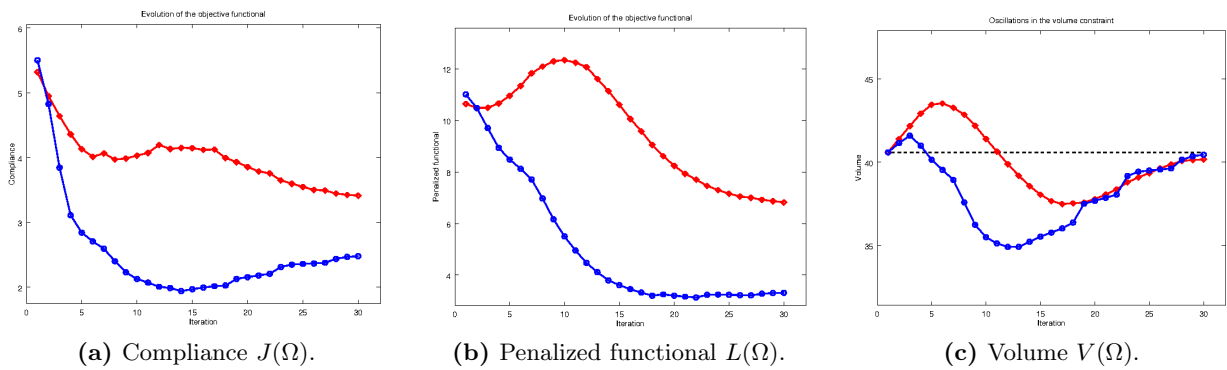 Evolution of the objective functional
6
5
4
3
2
0
5
10
15
20
25
30
Compliance
Iteration
(a) Compliance J(Ω).
Evolution of the objective functional
12
10
8
6
4
0
5
10
15
20
25
30
Penalized functional
Iteration
(b) Penalized functional L(Ω).
Oscillations in the volume constraint
45
40
35
0
5
10
15
20
25
30
Volume
Iteration
(c) Volume V(Ω).